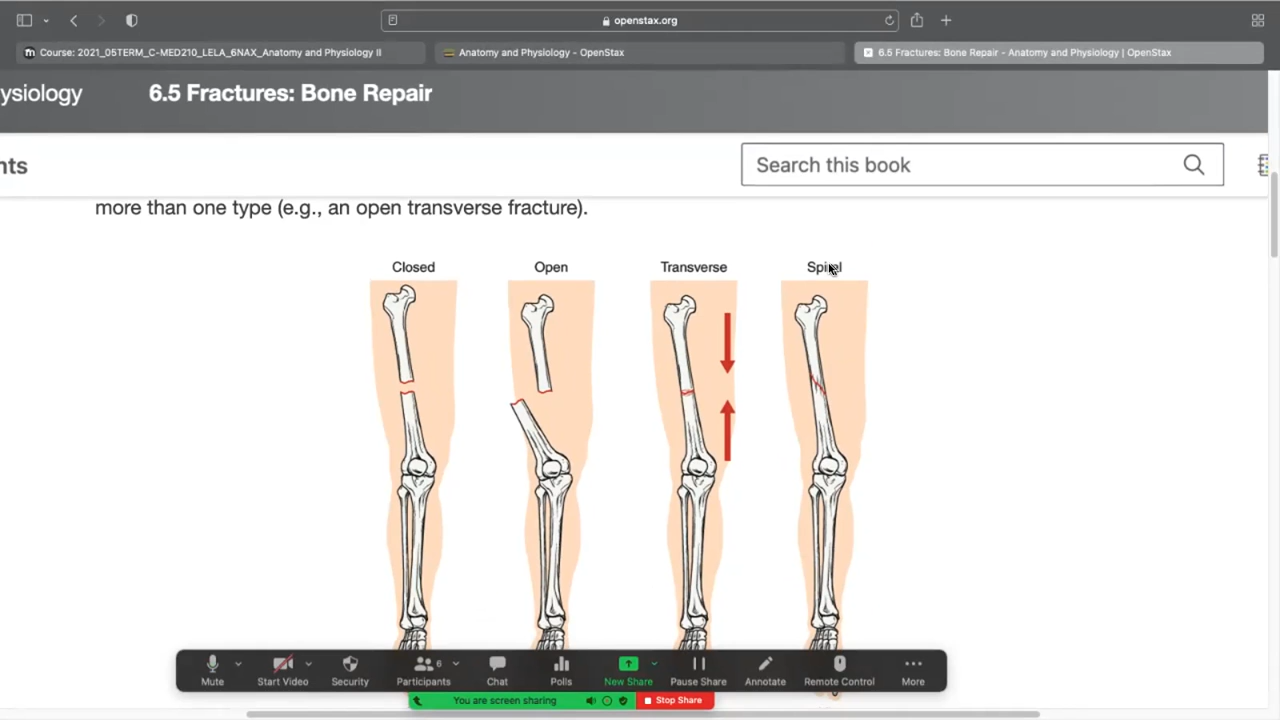 openstax.org
Course: 2021_05TERM_C-MED210_LELA_6NAX_Anatomy and Physiology II
Anatomy and Physiology - OpenStax
6.5 Fractures: Bone Repair - Anatomy and Physiology | OpenStax
ysiology
6.5 Fractures: Bone Repair
nts
Search this book
more than one type (e.g., an open transverse fracture).
Closed
Open
Transverse
Spiral
6
Mute
Start Video
Security
Participants
Chat
Polls
New Share
Pause Share
Annotate
Remote Control
More
You are screen sharing
Stop Share